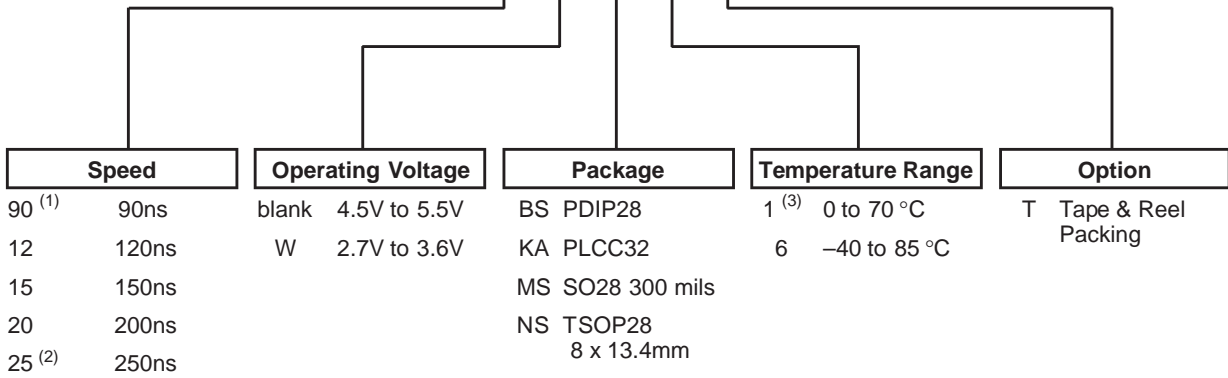 Speed
90 (1) 90ns
12 120ns
15 150ns
20 200ns
25 (2) 250ns
Operating Voltage
blank 4.5V to 5.5V
W 2.7V to 3.6V
Package
BS PDIP28
KA PLCC32
MS SO28 300 mils
NS TSOP28
8 x 13.4mm
Temperature Range
1 (3) 0 to 70 °C
6 –40 to 85 °C
Option
T Tape & Reel
Packing